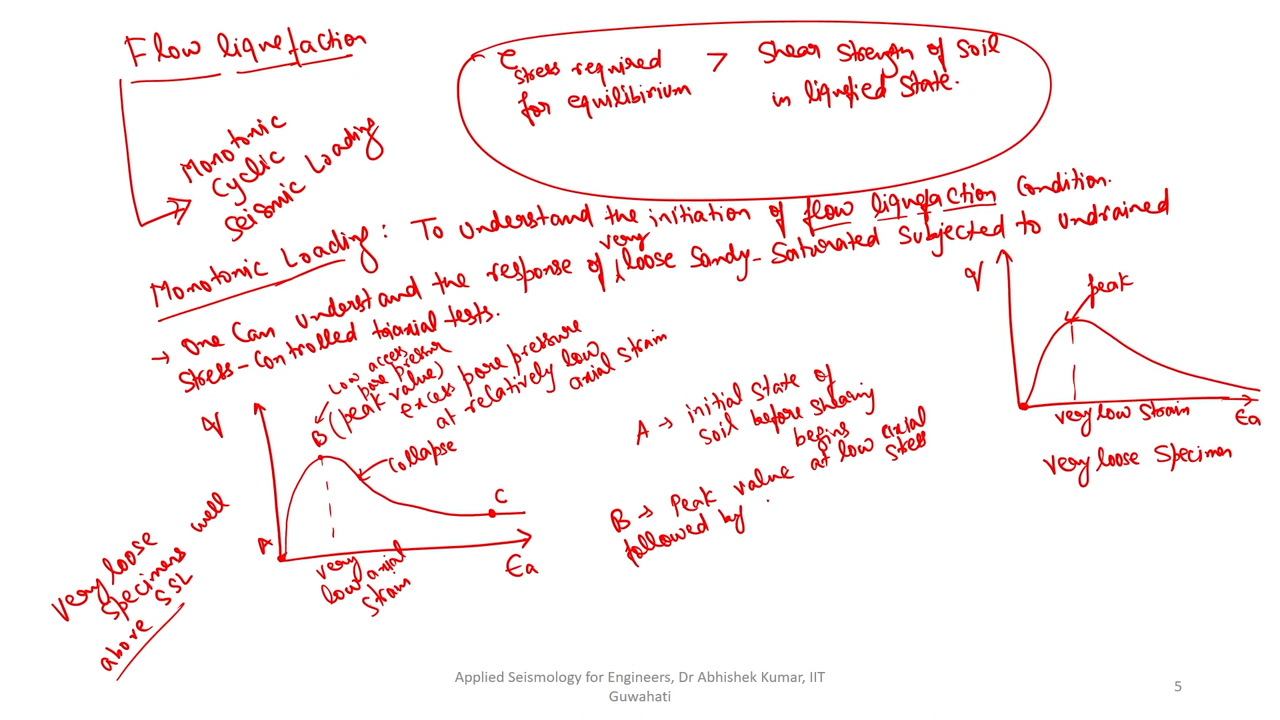 Flow liquefaction
τ stress required > Shear strength of soil
for equilibirium in liquefied state.
Monotonic
Cyclic
Seismic Loading
Monotonic Loading: To understand the initiation of flow liquefaction condition.
→ One can understand the response of very loose sandy-saturated subjected to undrained
stress-controlled triaxial tests.
q
peak
very low strain
εa
very loose specimen
low access
pore pressur
B (peak value)
excess pore pressure
at relatively low
axial strain
q
collapse
C
A
very
low axial
strain
εa
very loose
specimens well
above SSL
A → initial state of
soil before shearing
begins
B → Peak value at low axial
stess
followed by
Applied Seismology for Engineers, Dr Abhishek Kumar, IIT
Guwahati
5